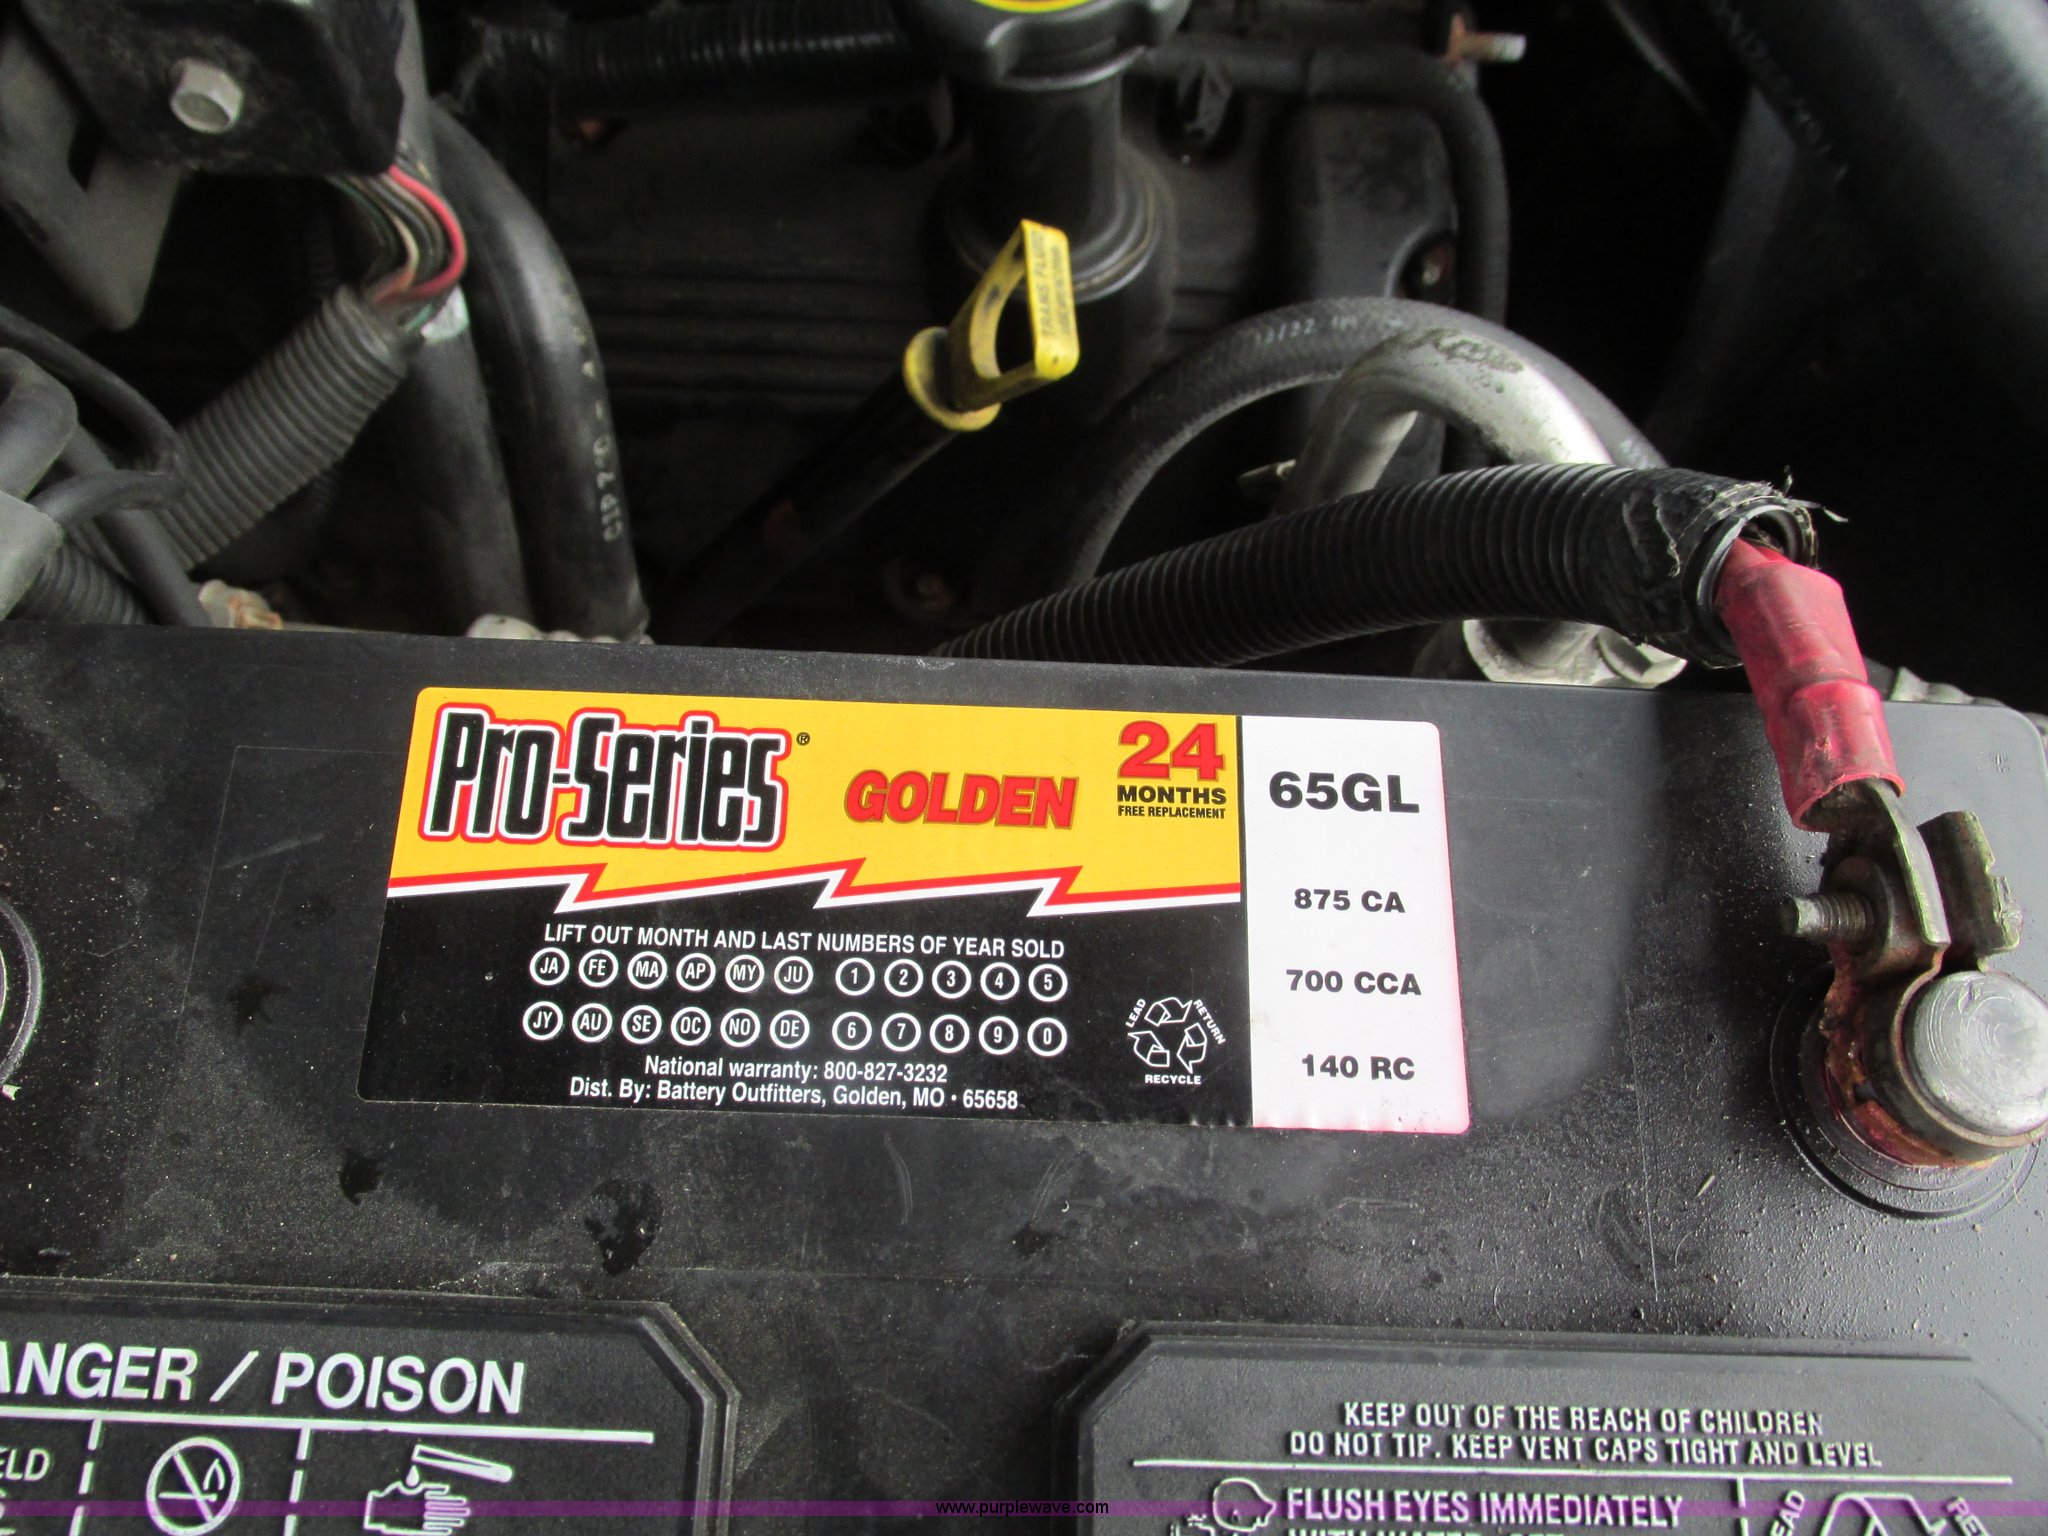 TRANS FLUID
Pro-Series®
GOLDEN
24
MONTHS
FREE REPLACEMENT
65GL
875 CA
700 CCA
140 RC
LIFT OUT MONTH AND LAST NUMBERS OF YEAR SOLD
JA FE MA AP MY JU 1 2 3 4 5
JY AU SE OC NO DE 6 7 8 9 0
National warranty: 800-827-3232
Dist. By: Battery Outfitters, Golden, MO • 65658
LEAD RETURN
RECYCLE
ANGER / POISON
ELD
KEEP OUT OF THE REACH OF CHILDREN
DO NOT TIP. KEEP VENT CAPS TIGHT AND LEVEL
FLUSH EYES IMMEDIATELY
LEAD
www.purplewave.com